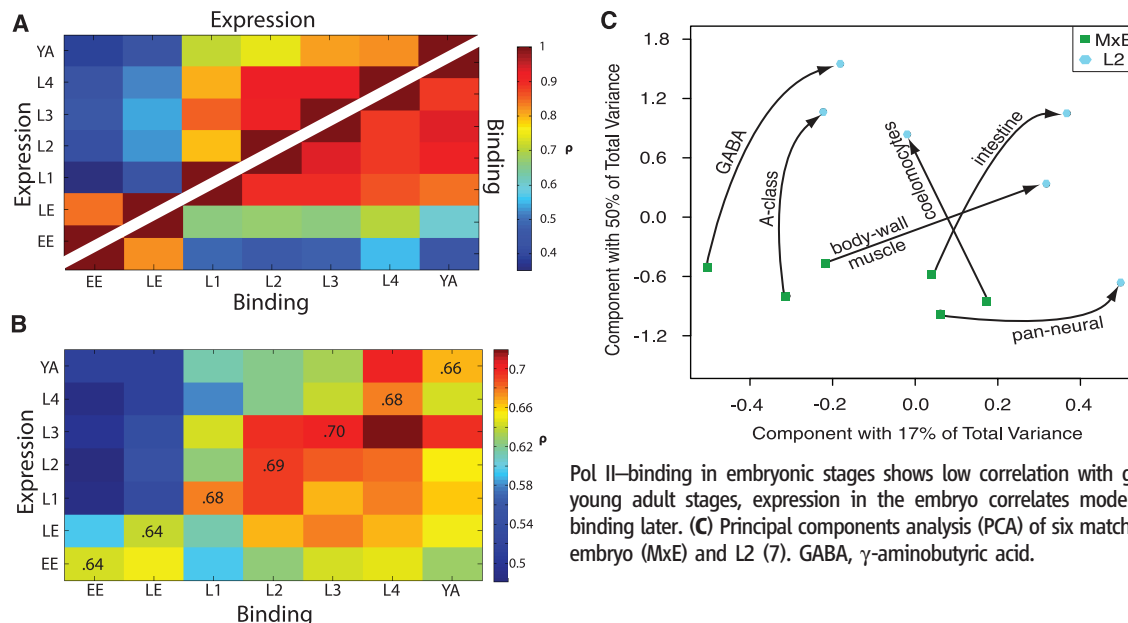 A
Expression
YA
L4
L3
L2
L1
LE
EE
Expression
Binding
EE LE L1 L2 L3 L4 YA
Binding
1
0.9
0.8
0.7
0.6
0.5
0.4
ρ
B
YA
L4
L3
L2
L1
LE
EE
Expression
.66
.68
.70
.69
.68
.64
.64
EE LE L1 L2 L3 L4 YA
Binding
0.7
0.66
0.62
0.58
0.54
0.5
ρ
C
MxE
L2
1.8
1.2
0.6
0.0
-0.6
-1.2
Component with 50% of Total Variance
GABA
A-class
coelomocytes
intestine
body-wall
muscle
pan-neural
-0.4 -0.2 0.0 0.2 0.4
Component with 17% of Total Variance
Pol II–binding in embryonic stages shows low correlation with g
young adult stages, expression in the embryo correlates mode
binding later. (C) Principal components analysis (PCA) of six match
embryo (MxE) and L2 (7). GABA, γ-aminobutyric acid.